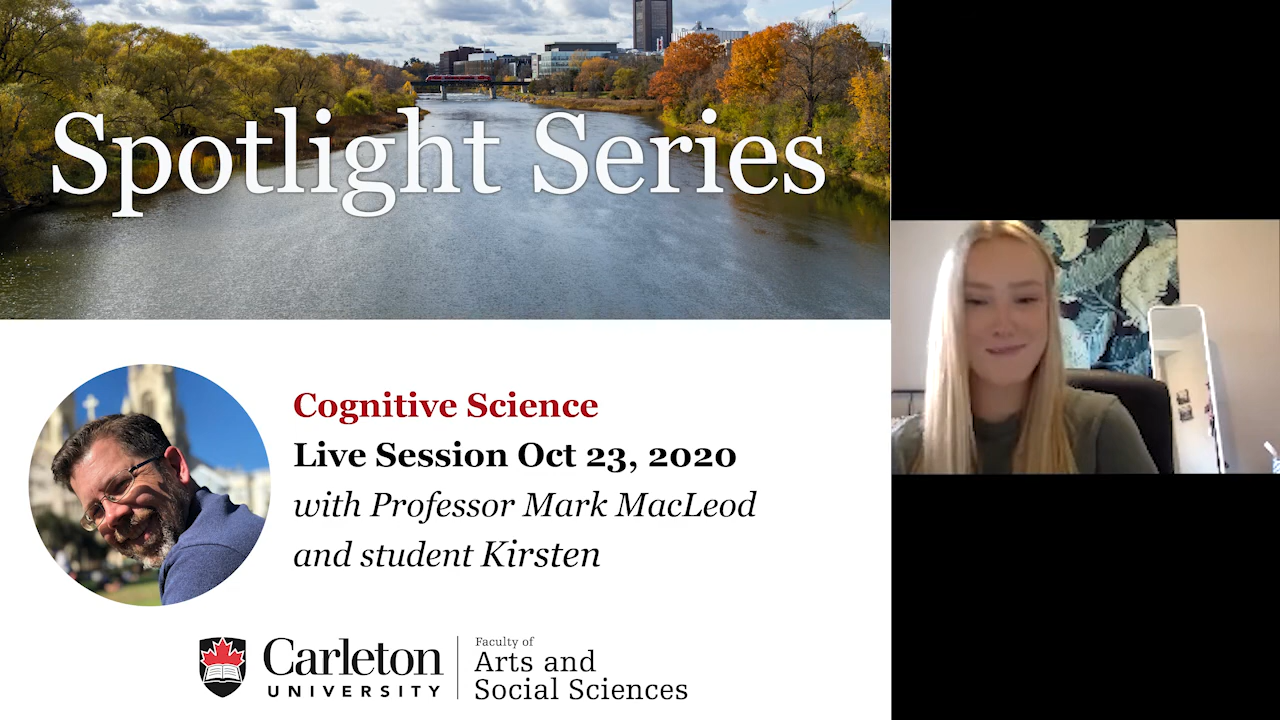 Spotlight Series
Cognitive Science
Live Session Oct 23, 2020
with Professor Mark MacLeod
and student Kirsten
Carleton
UNIVERSITY
Faculty of
Arts and
Social Sciences